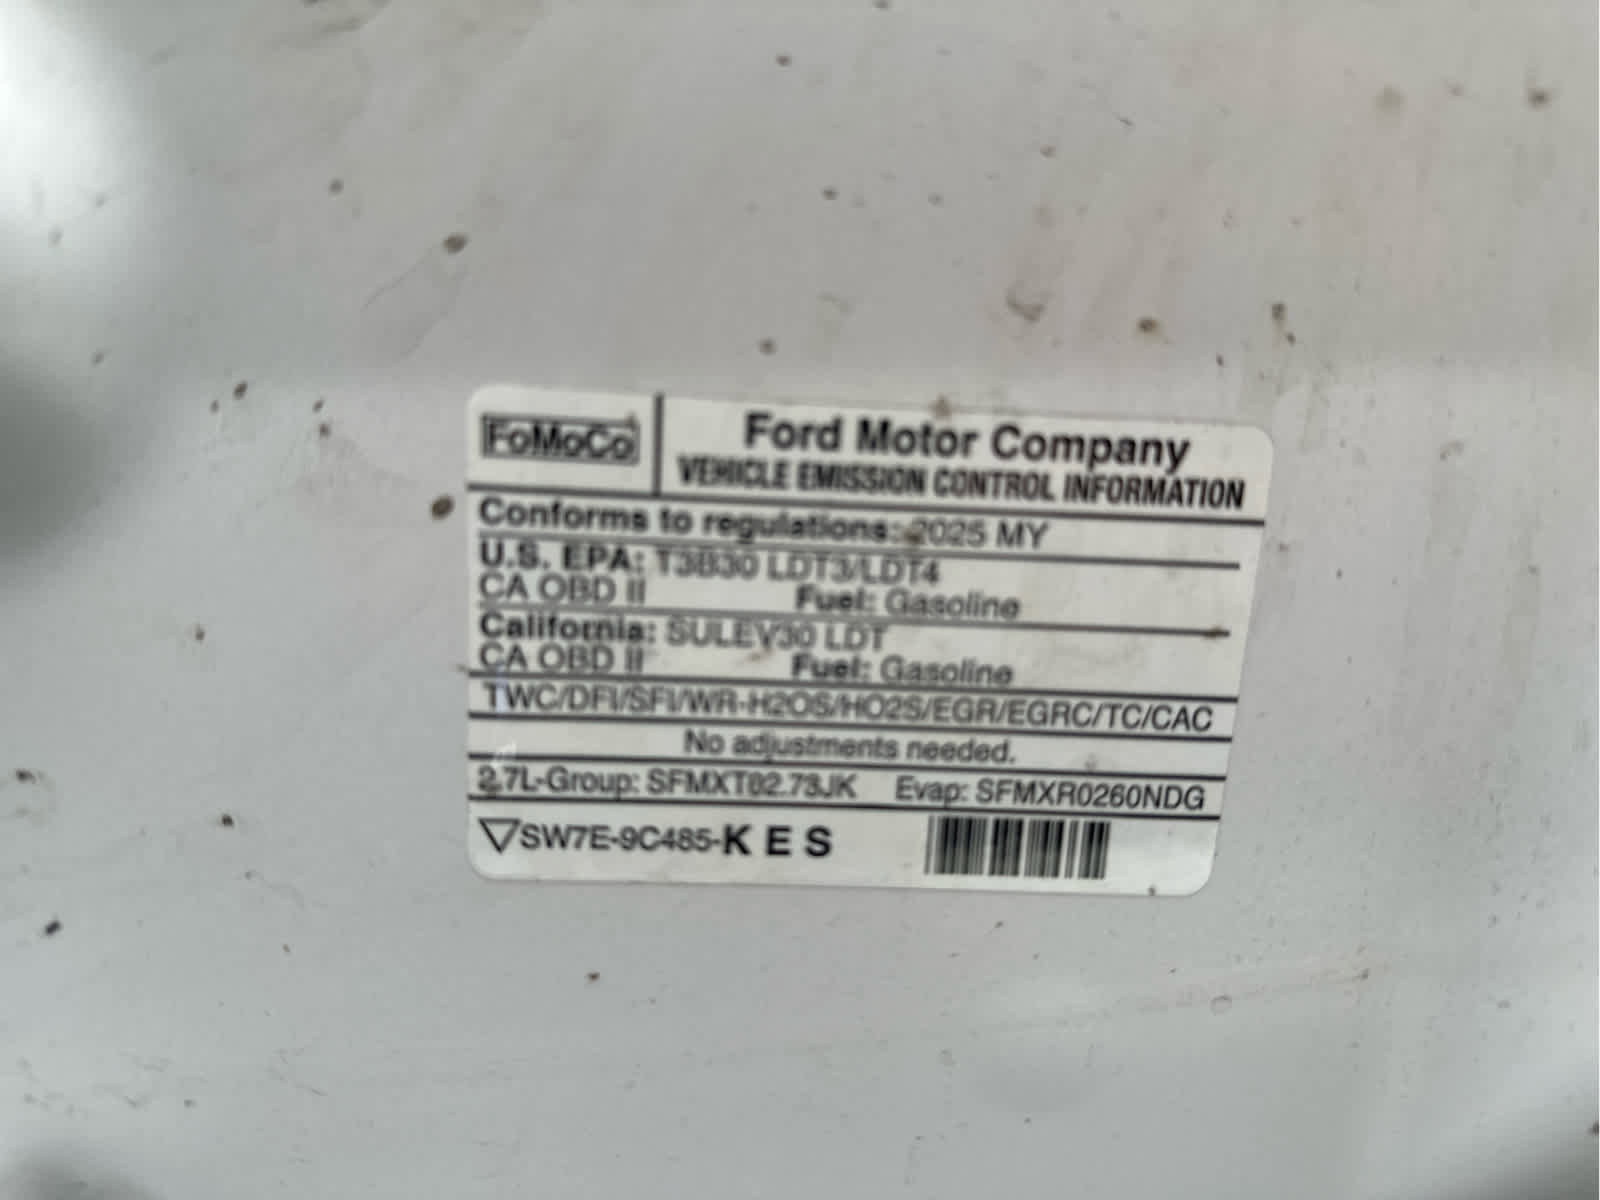 FoMoCo
Ford Motor Company
VEHICLE EMISSION CONTROL INFORMATION
Conforms to regulations: 2025 MY
U.S. EPA: T3B30 LDT3/LDT4
CA OBD II Fuel: Gasoline
California: SULEV30 LDT
CA OBD II Fuel: Gasoline
TWC/DFI/SFI/WR-H2OS/HO2S/EGR/EGRC/TC/CAC
No adjustments needed.
2.7L-Group: SFMXT02.73JK Evap: SFMXR0260NDG
SW7E-9C485-K E S